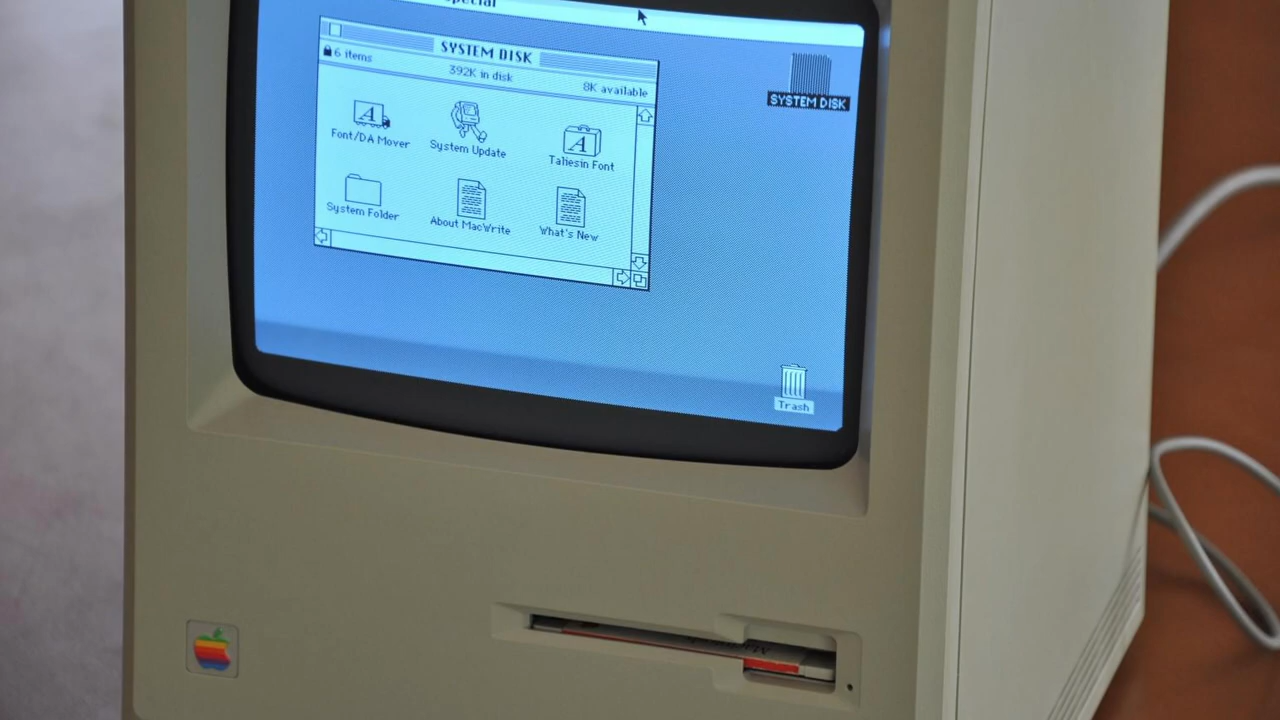 Special
SYSTEM DISK
6 items
392K in disk
8K available
SYSTEM DISK
Font/DA Mover
System Update
Taliesin Font
System Folder
About MacWrite
What's New
Trash